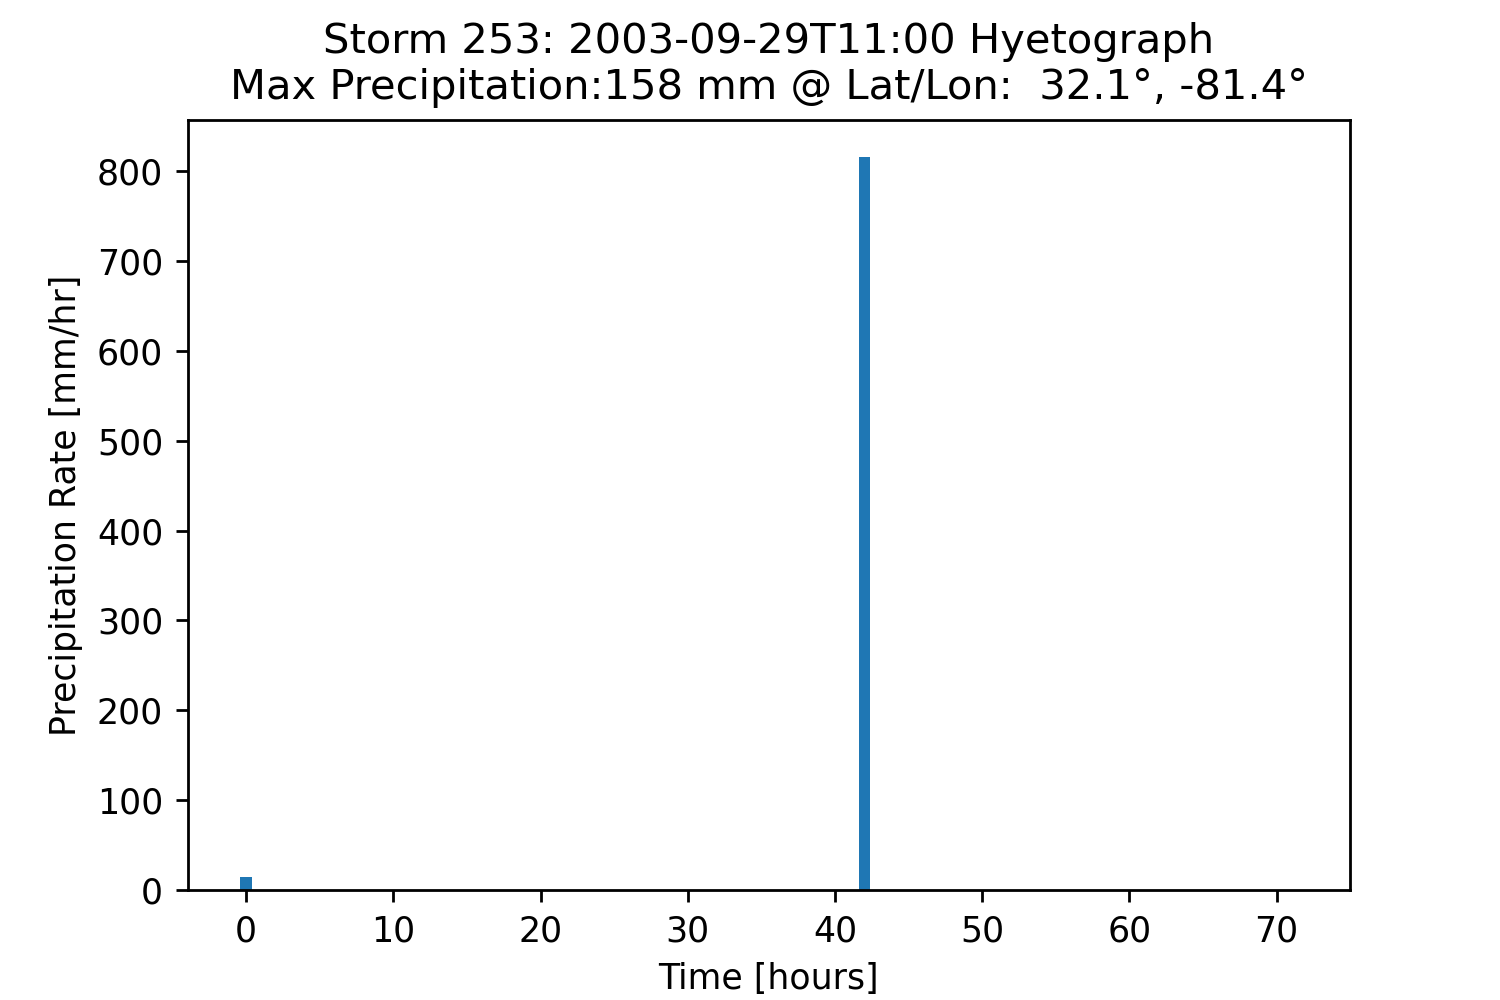 Storm 253: 2003-09-29T11:00 Hyetograph
Max Precipitation:158 mm @ Lat/Lon:  32.1°, -81.4°
Precipitation Rate [mm/hr]
800
700
600
500
400
300
200
100
0
0 10 20 30 40 50 60 70
Time [hours]